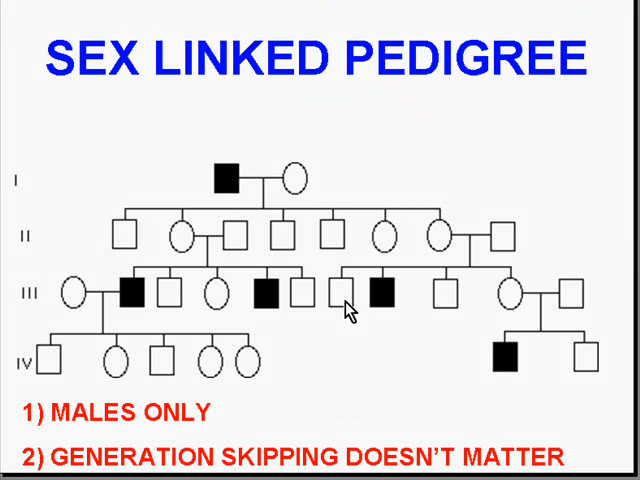 SEX LINKED PEDIGREE
I
II
III
IV
1) MALES ONLY
2) GENERATION SKIPPING DOESN'T MATTER